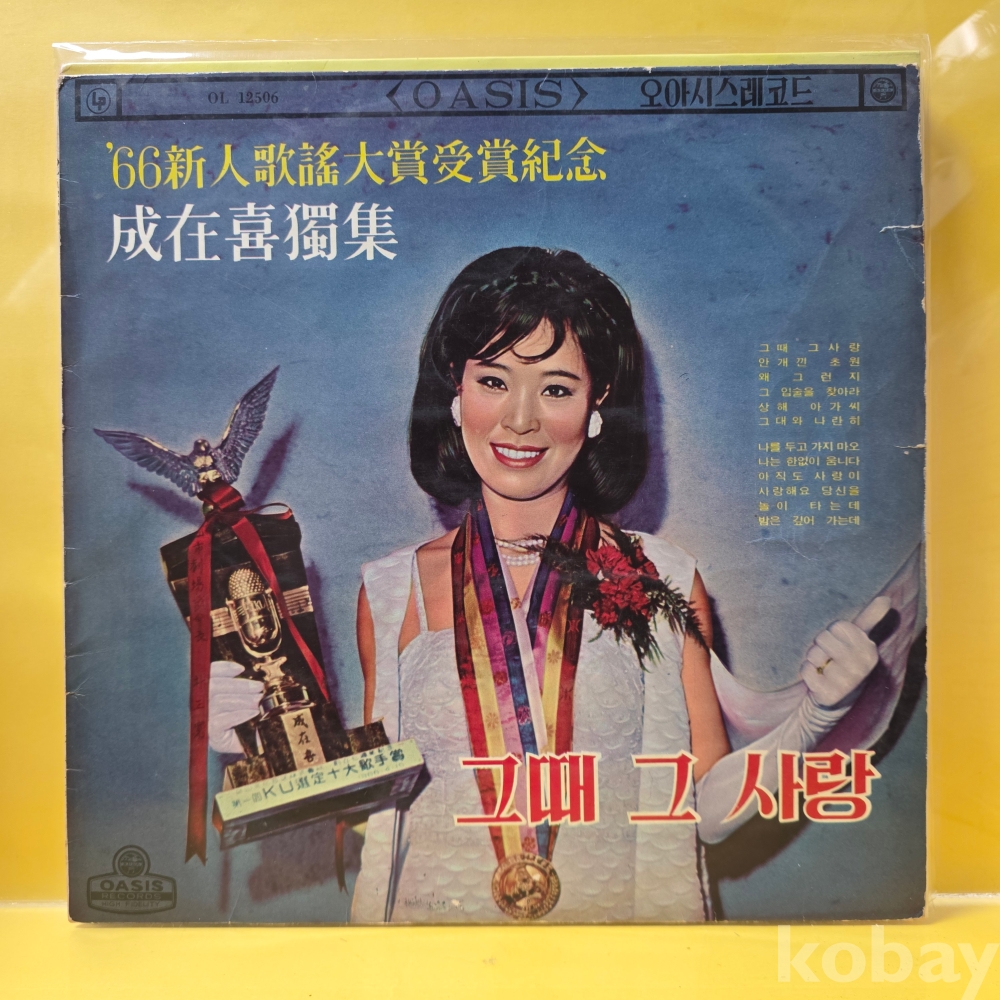 LP
OL 12506
<OASIS>
오아시스레코드
'66新人歌謠大賞受賞紀念
成在喜獨集
그때 그 사랑
안개낀 초원
왜 그런지
그 입술을 찾아라
상해 아가씨
그대와 나란히
나를 두고 가지 마오
나는 한없이 웁니다
아직도 사랑이
사랑해요 당신을
놀이 타는데
밤은 깊어 가는데
成在喜
第一回 KU選定十大歌手賞
그때 그 사랑
OASIS
RECORDS
HIGH-FIDELITY
kobay